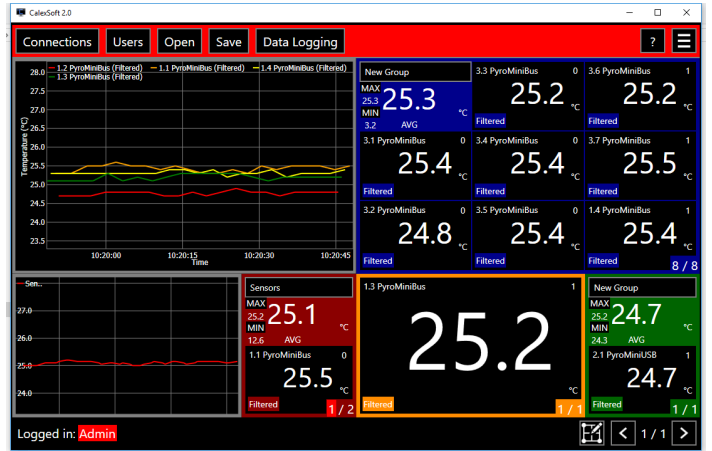 CalexSoft 2.0
Connections Users Open Save Data Logging ?
1.2 PyroMiniBus (Filtered) 1.1 PyroMiniBus (Filtered) 1.4 PyroMiniBus (Filtered)
1.3 PyroMiniBus (Filtered)
Temperature (°C)
28.0
27.5
27.0
26.5
26.0
25.5
25.0
24.5
24.0
23.5
10:20:00 10:20:15 10:20:30 10:20:45
Time
New Group
MAX
25.3
MIN
3.2
25.3 °C
AVG
3.3 PyroMiniBus 0
25.2 °C
Filtered
3.6 PyroMiniBus 1
25.2 °C
Filtered
3.1 PyroMiniBus 0
25.4 °C
Filtered
3.4 PyroMiniBus 0
25.4 °C
Filtered
3.7 PyroMiniBus 1
25.5 °C
Filtered
3.2 PyroMiniBus 0
24.8 °C
Filtered
3.5 PyroMiniBus 0
25.4 °C
Filtered
1.4 PyroMiniBus 1
25.4 °C
Filtered
8 / 8
Sen..
27.0
26.0
25.0
24.0
Sensors
MAX
25.2
MIN
12.6
25.1 °C
AVG
1.1 PyroMiniBus 0
25.5 °C
Filtered
1 / 2
1.3 PyroMiniBus 1
25.2 °C
Filtered
1 / 1
New Group
MAX
25.2
MIN
24.3
24.7 °C
AVG
2.1 PyroMiniUSB 1
24.7 °C
Filtered
1 / 1
Logged in: Admin
< 1 / 1 >